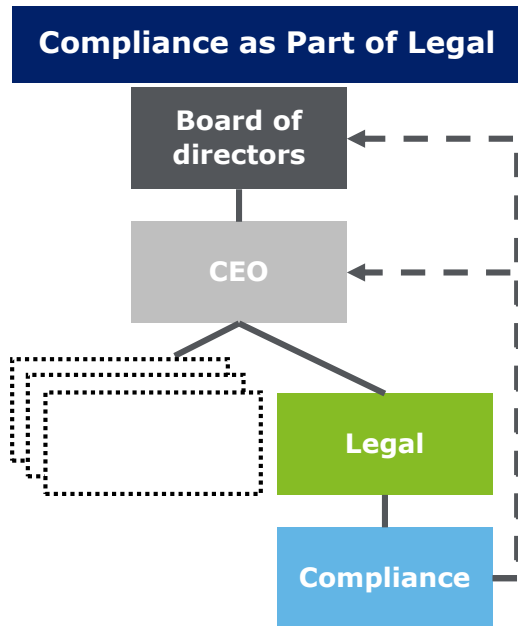 Compliance as Part of Legal
Board of
directors
CEO
Legal
Compliance